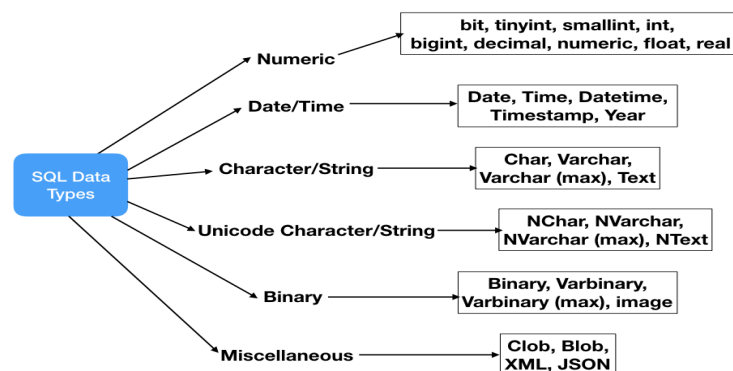 SQL Data
Types
Numeric
bit, tinyint, smallint, int,
bigint, decimal, numeric, float, real
Date/Time
Date, Time, Datetime,
Timestamp, Year
Character/String
Char, Varchar,
Varchar (max), Text
Unicode Character/String
NChar, NVarchar,
NVarchar (max), NText
Binary
Binary, Varbinary,
Varbinary (max), image
Miscellaneous
Clob, Blob,
XML, JSON